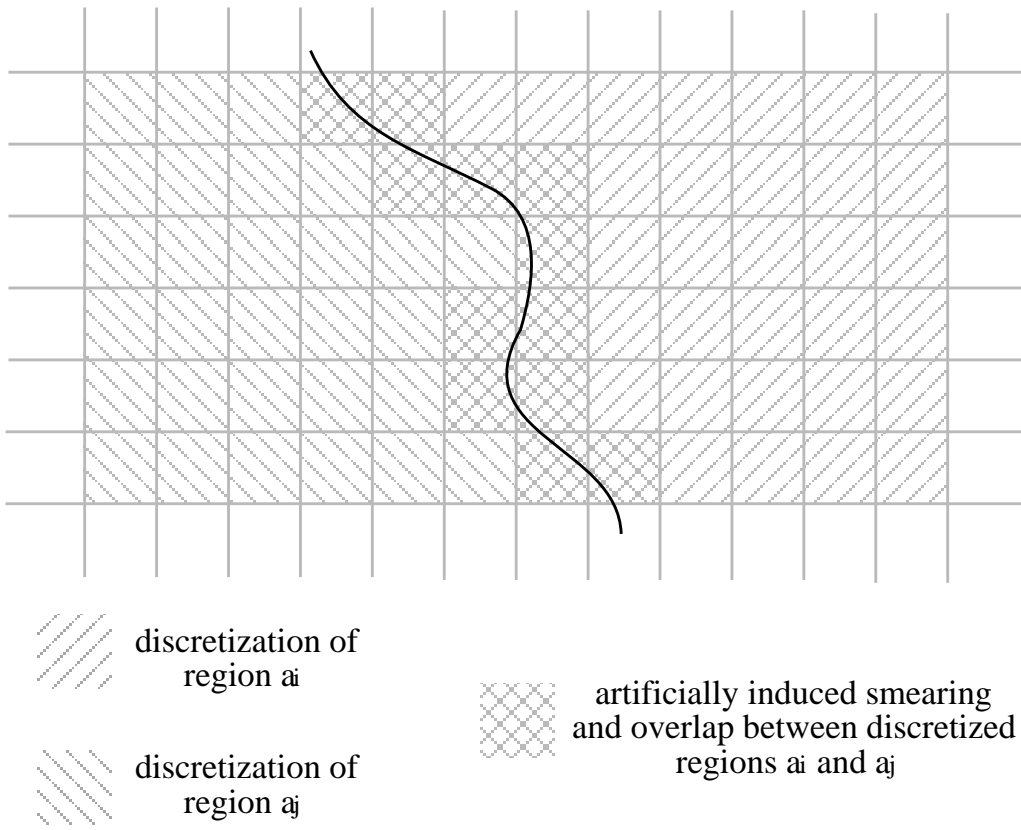 discretization of
region ai
discretization of
region aj
artificially induced smearing
and overlap between discretized
regions ai and aj